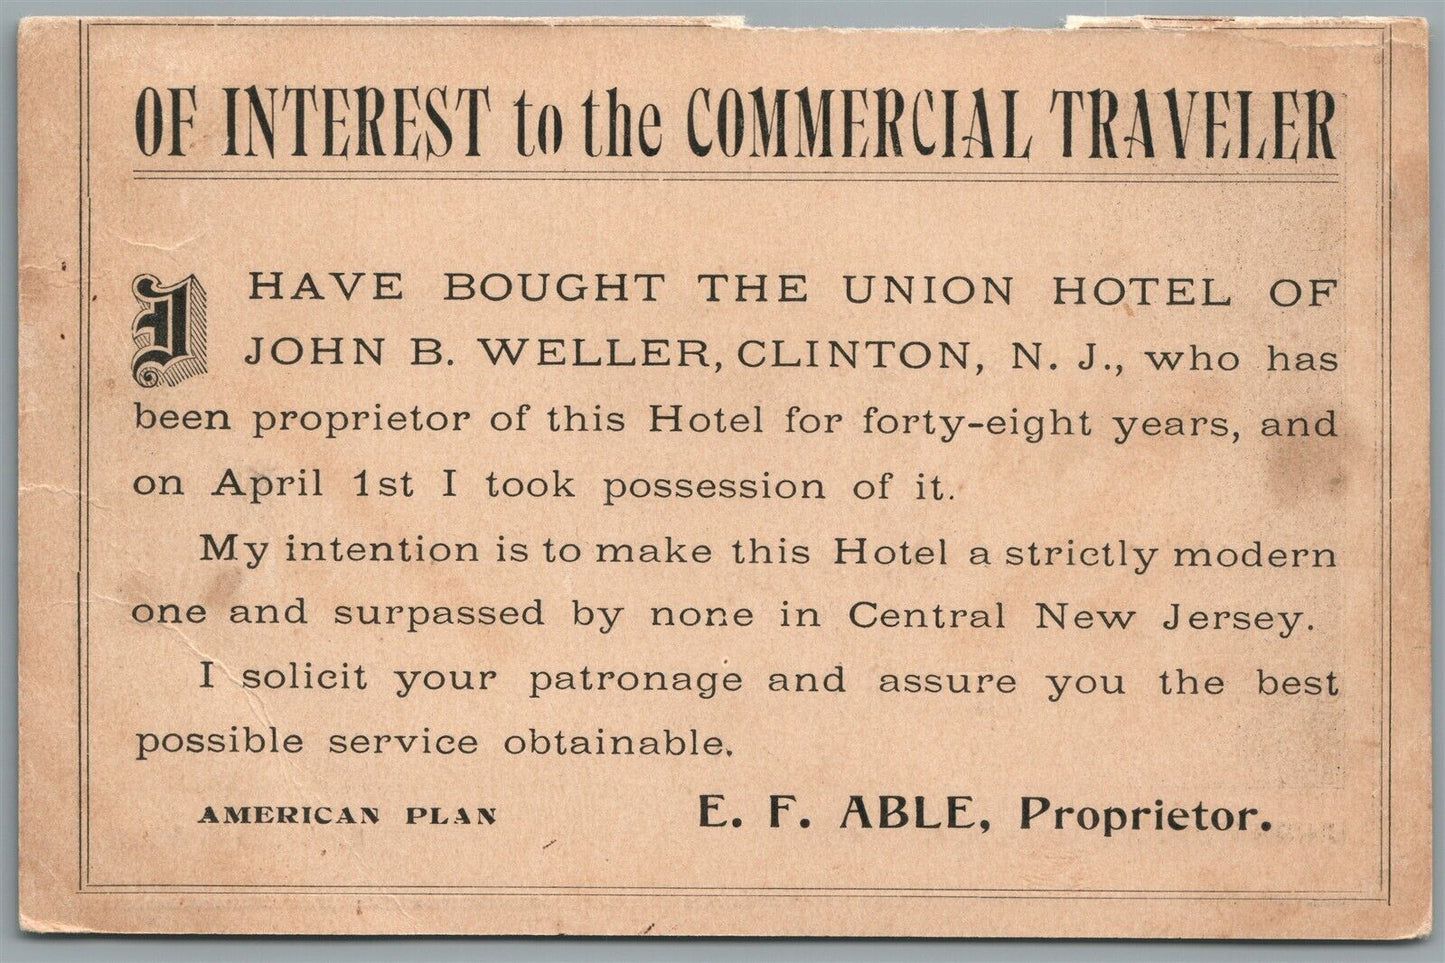 OF INTEREST to the COMMERCIAL TRAVELER
I HAVE BOUGHT THE UNION HOTEL OF
JOHN B. WELLER, CLINTON, N. J., who has
been proprietor of this Hotel for forty-eight years, and
on April 1st I took possession of it.
My intention is to make this Hotel a strictly modern
one and surpassed by none in Central New Jersey.
I solicit your patronage and assure you the best
possible service obtainable.
AMERICAN PLAN
E. F. ABLE, Proprietor.